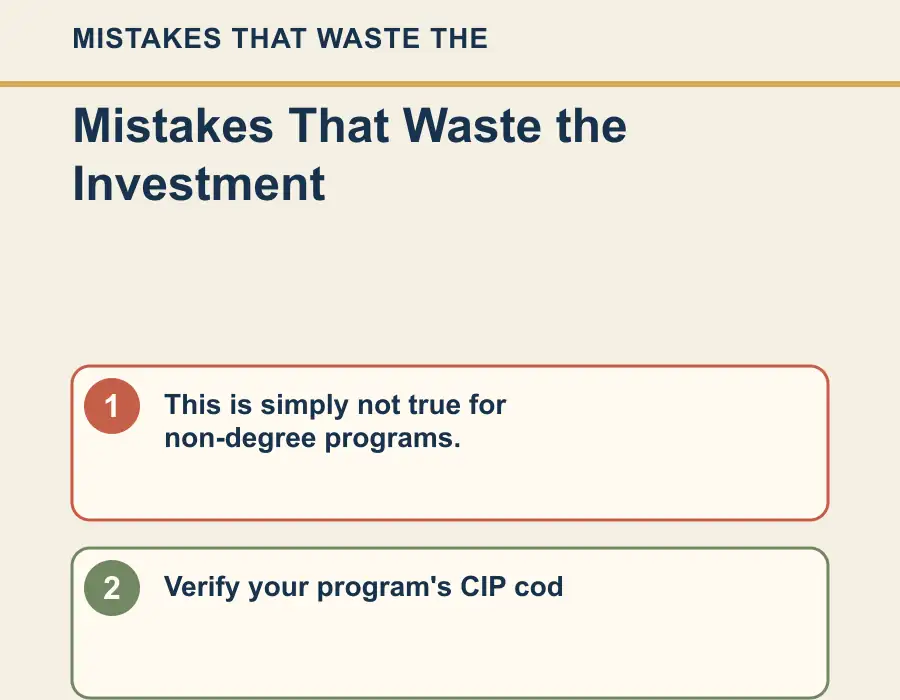 MISTAKES THAT WASTE THE
Mistakes That Waste the
Investment
1
This is simply not true for
non-degree programs.
2
Verify your program's CIP cod